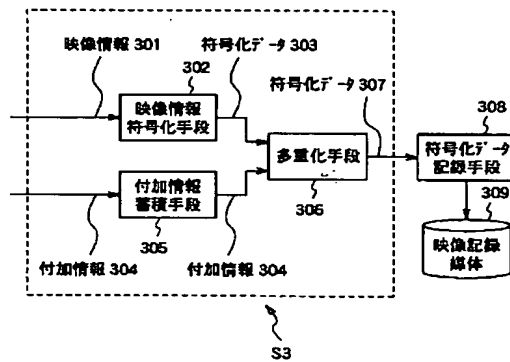 映像情報 301
符号化データ 303
302
符号化データ 307
映像情報
符号化手段
308
多重化手段
符号化データ
記録手段
306
309
付加情報
蓄積手段
305
映像記録
媒体
付加情報 304
付加情報 304
S3